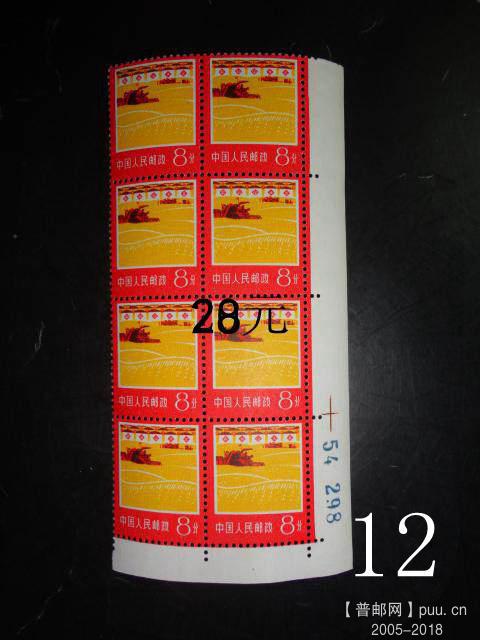 中国人民邮政 8分 中国人民邮政 8分
中国人民邮政 8分 中国人民邮政 8分
28元
中国人民邮政 8分 中国人民邮政 8分
中国人民邮政 8分 中国人民邮政 8分
54 298
12
【普邮网】puu.cn
2005-2018